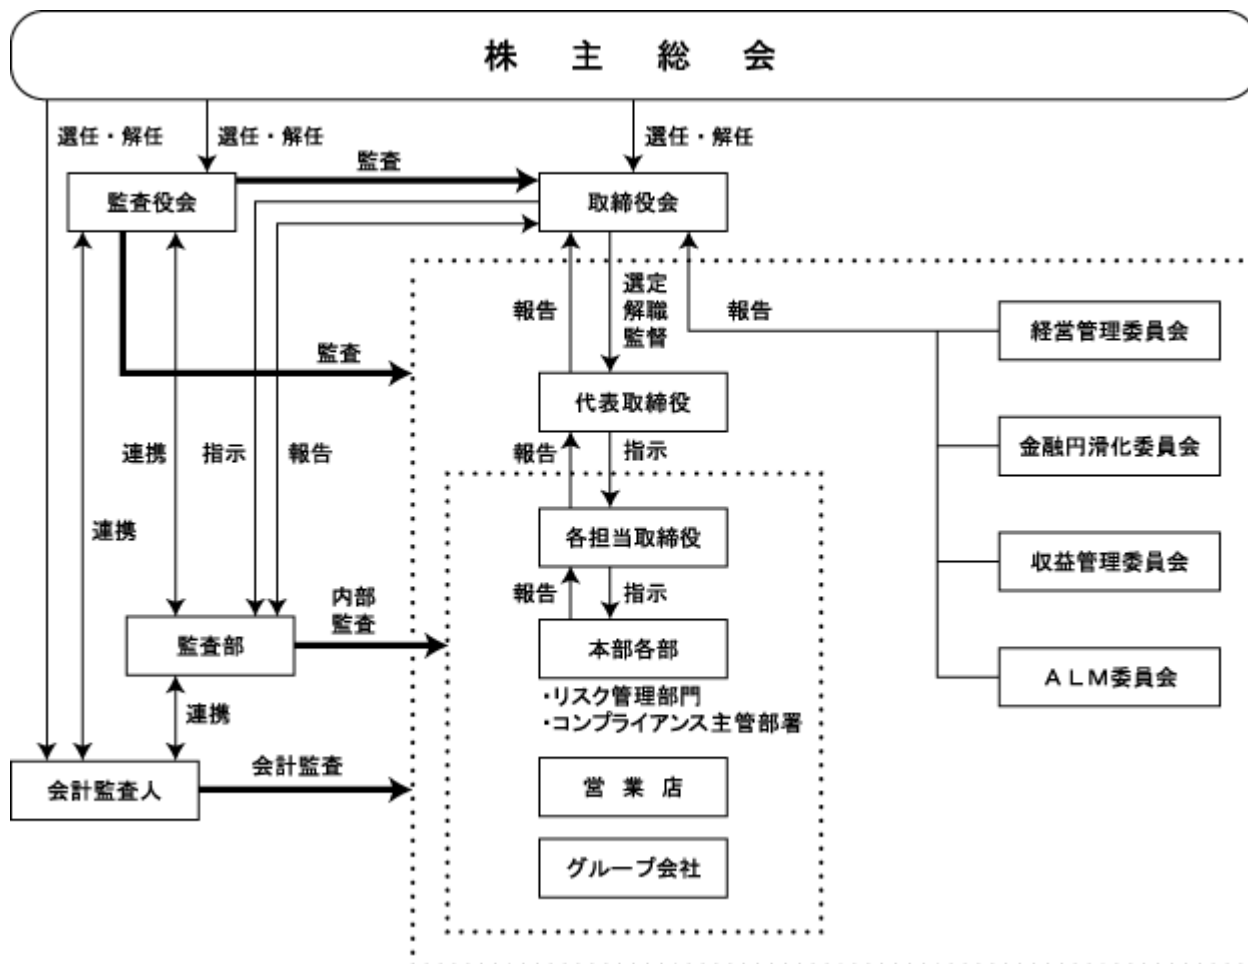 株主総会
選任・解任
選任・解任
選任・解任
監査
監査役会
取締役会
報告
選定
解職
監督
報告
経営管理委員会
監査
代表取締役
連携
指示
報告
報告
指示
金融円滑化委員会
連携
各担当取締役
収益管理委員会
報告
指示
内部
監査
監査部
本部各部
ALM委員会
・リスク管理部門
・コンプライアンス主管部署
連携
会計監査
会計監査人
営業店
グループ会社